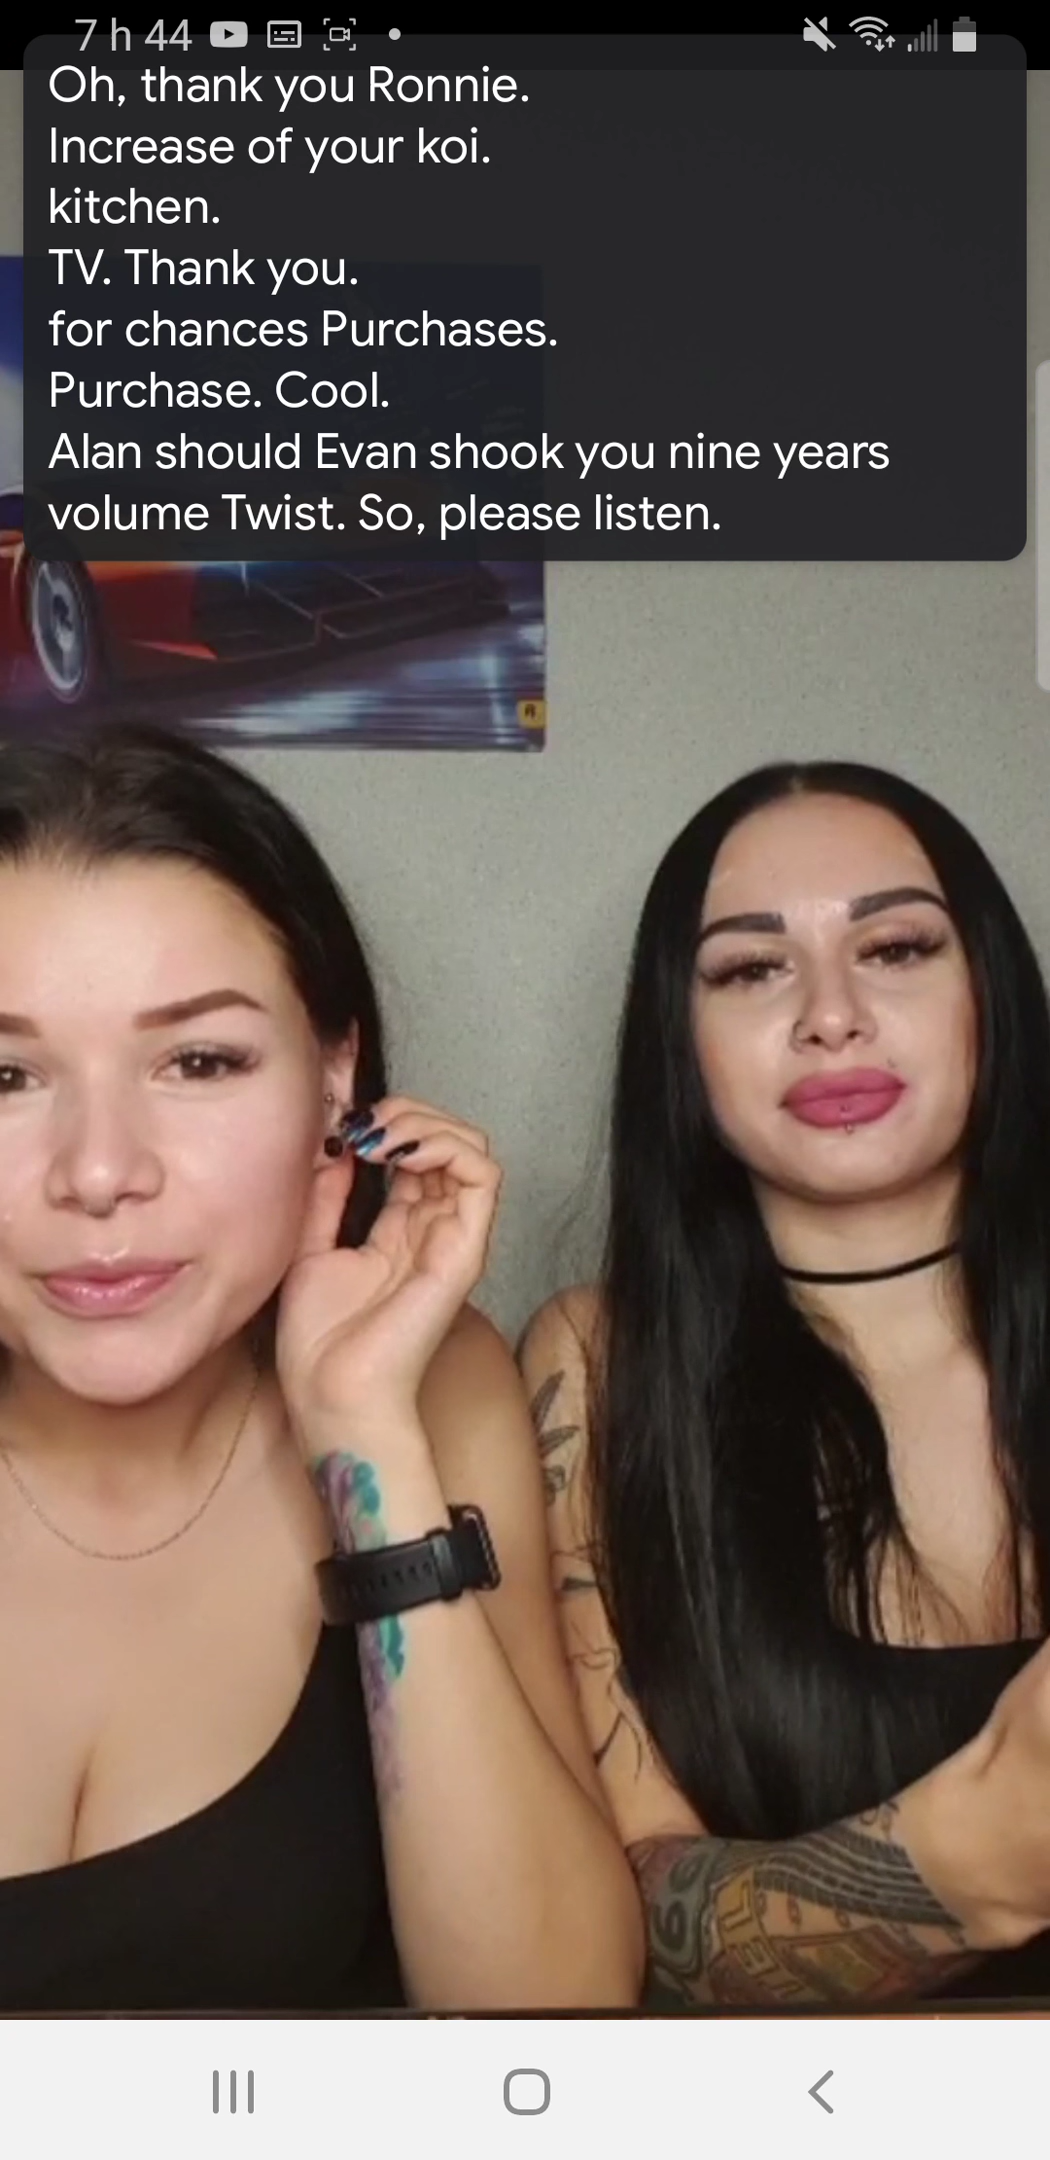 7 h 44
Oh, thank you Ronnie.
Increase of your koi.
kitchen.
TV. Thank you.
for chances Purchases.
Purchase. Cool.
Alan should Evan shook you nine years
volume Twist. So, please listen.